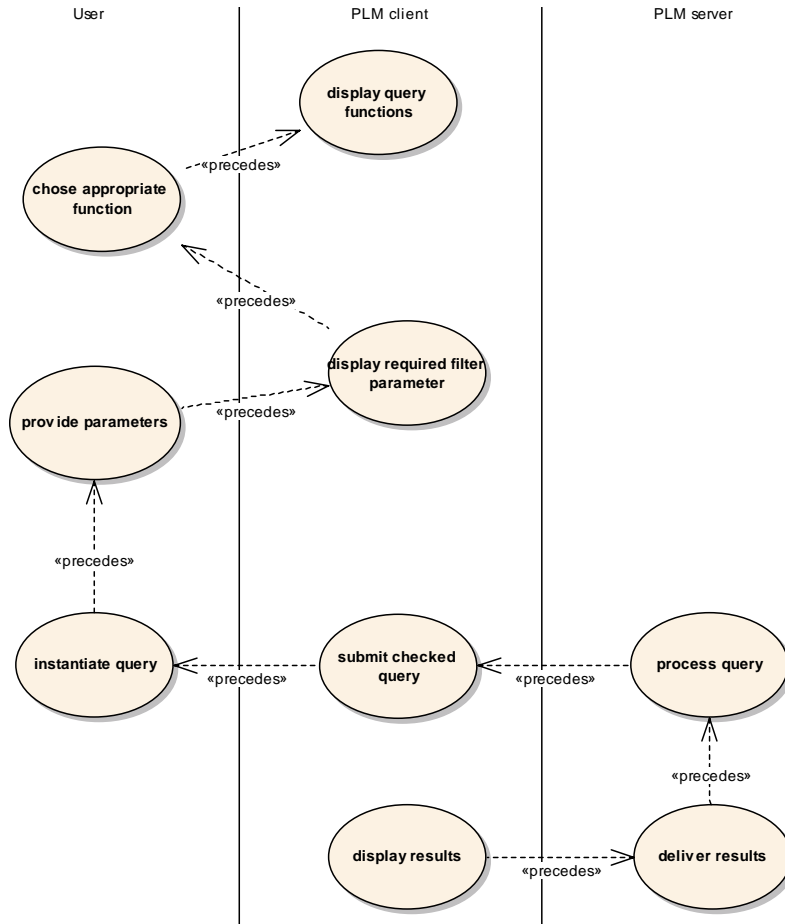 User
PLM client
PLM server
display query
functions
«precedes»
chose appropriate
function
«precedes»
display required filter
parameter
provide parameters
«precedes»
«precedes»
instantiate query
«precedes»
submit checked
query
«precedes»
process query
«precedes»
display results
«precedes»
deliver results